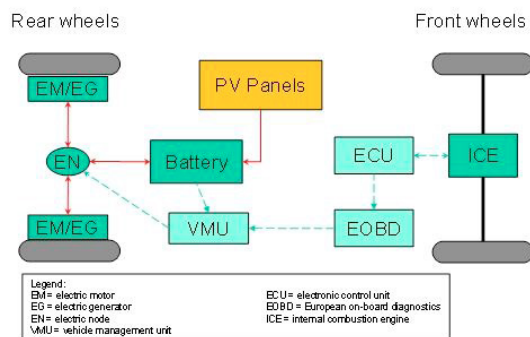 Rear wheels
Front wheels
EM/EG
PV Panels
EN
Battery
ECU
ICE
EM/EG
VMU
EOBD
Legend:
EM= electric motor
EG = electric generator
EN= electric node
VMU= vehicle management unit
ECU= electronic control unit
EOBD = European on-board diagnostics
ICE= internal combustion engine